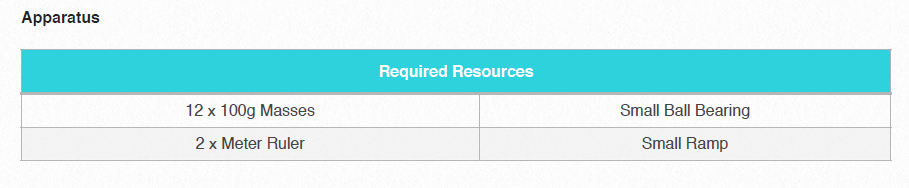 Apparatus
Required Resources
12 x 100g Masses Small Ball Bearing
2 x Meter Ruler Small Ramp